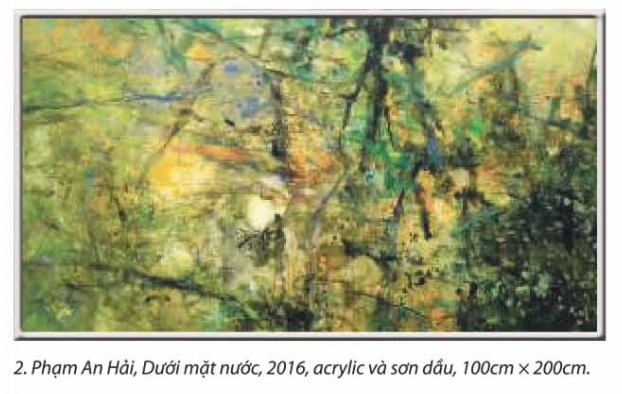 2. Phạm An Hải, Dưới mặt nước, 2016, acrylic và sơn dầu, 100cm × 200cm.